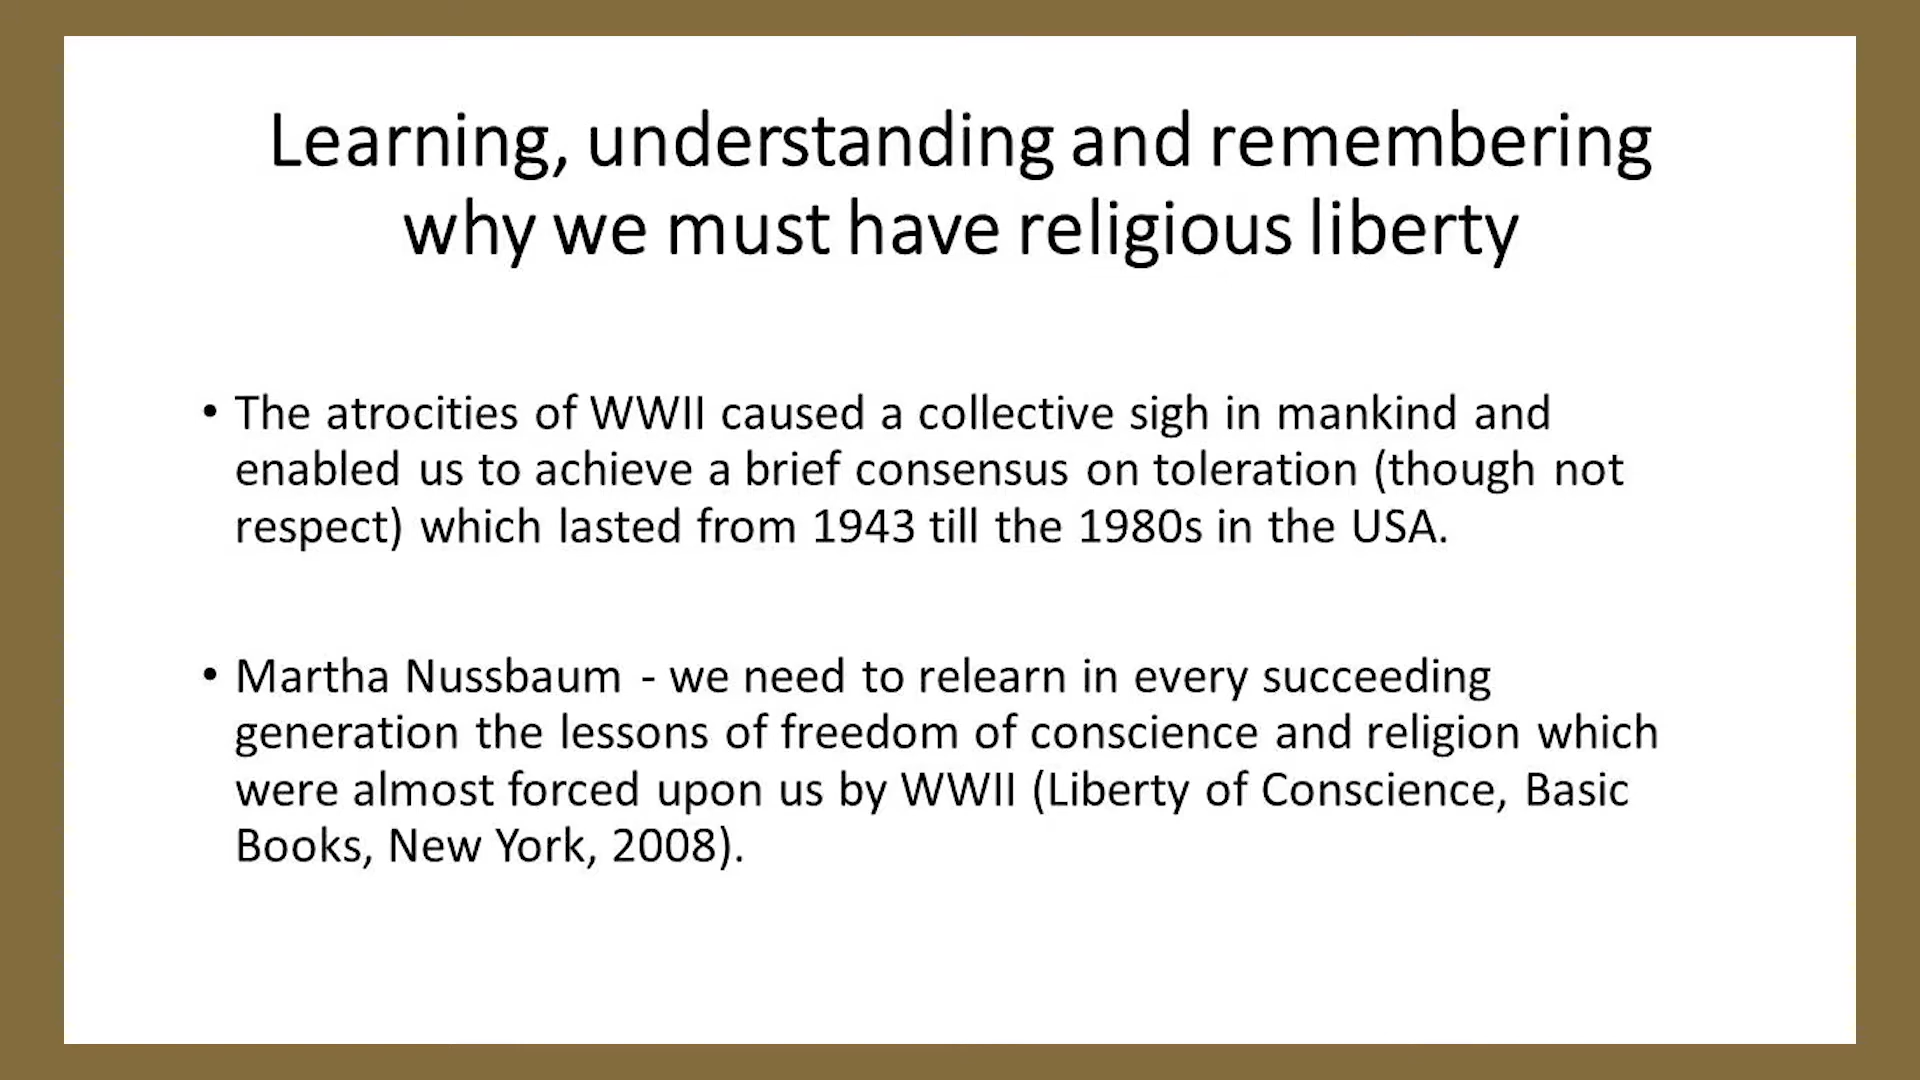 Learning, understanding and remembering
why we must have religious liberty
• The atrocities of WWII caused a collective sigh in mankind and
enabled us to achieve a brief consensus on toleration (though not
respect) which lasted from 1943 till the 1980s in the USA.
• Martha Nussbaum - we need to relearn in every succeeding
generation the lessons of freedom of conscience and religion which
were almost forced upon us by WWII (Liberty of Conscience, Basic
Books, New York, 2008).